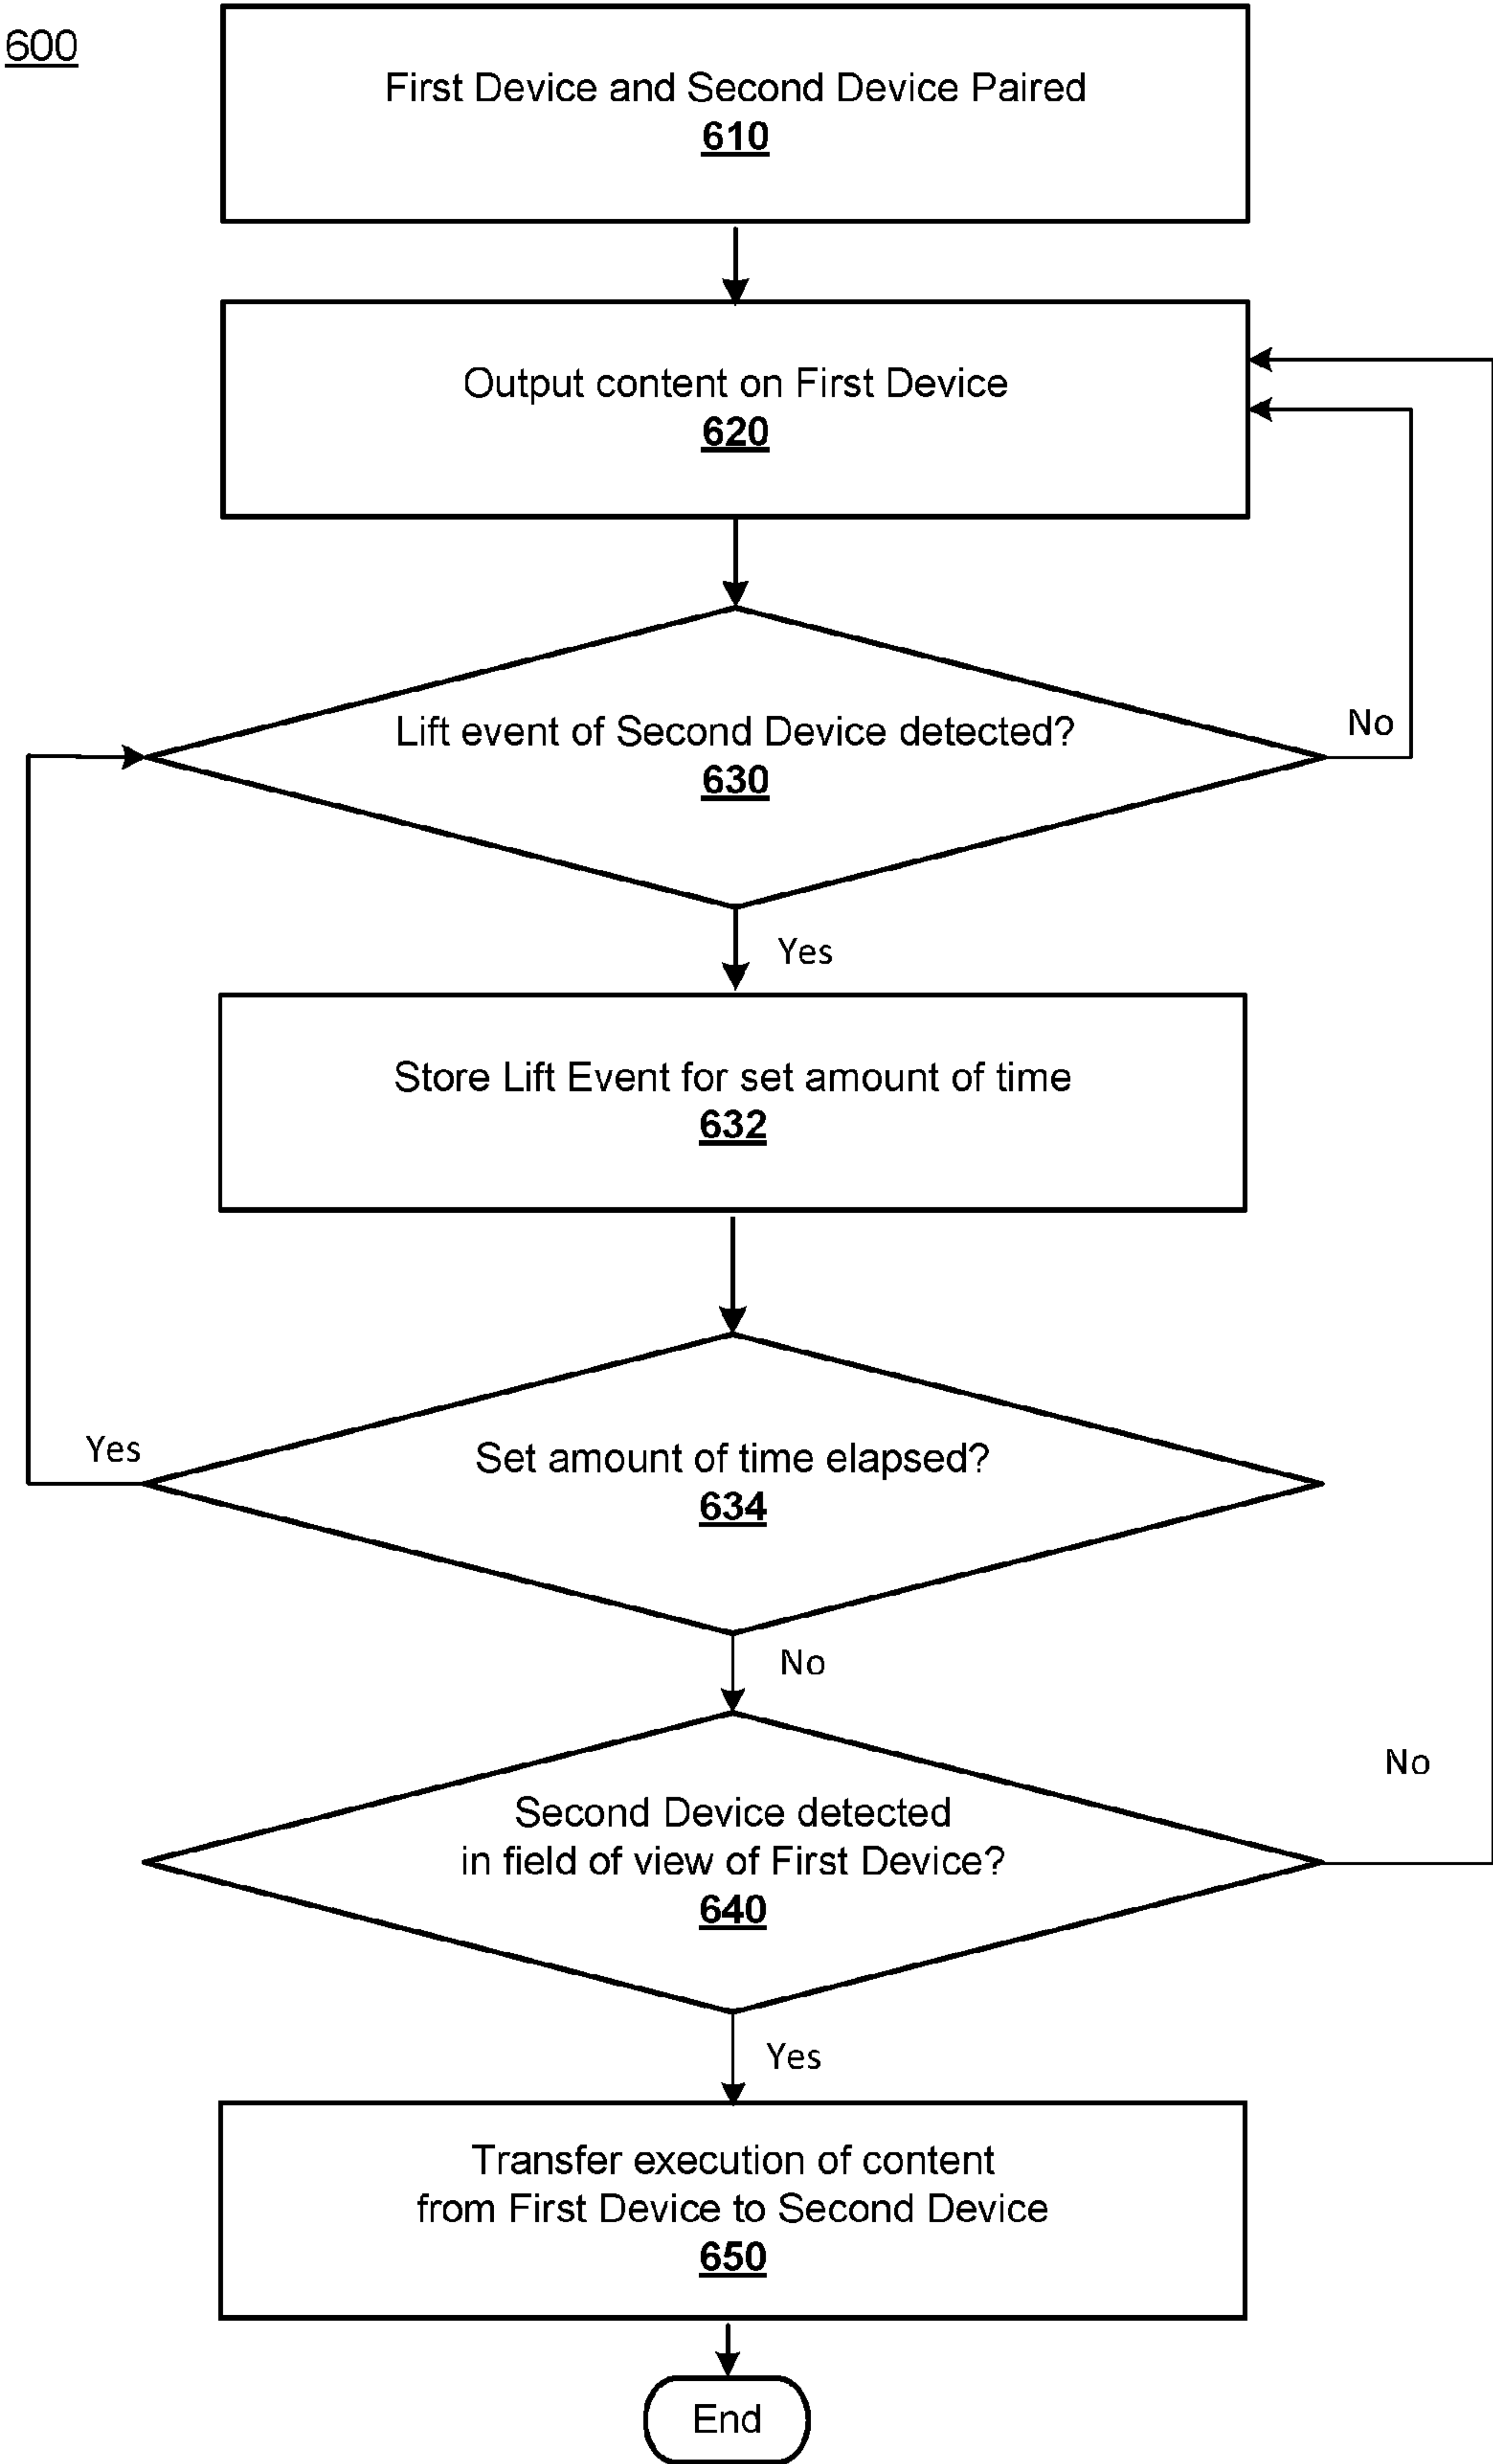 600
First Device and Second Device Paired
610
Output content on First Device
620
Lift event of Second Device detected?
630
No
Yes
Store Lift Event for set amount of time
632
Yes
Set amount of time elapsed?
634
No
No
Second Device detected
in field of view of First Device?
640
Yes
Transfer execution of content
from First Device to Second Device
650
End